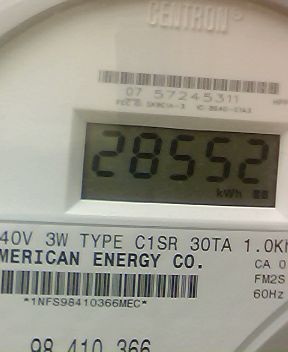 CENTRON®
07 57245311
28552
kWh
40V 3W TYPE C1SR 30TA 1.0Kh
MERICAN ENERGY CO.
CA 0
FM2S
60Hz
*1NFS98410366MEC*
98 410 366